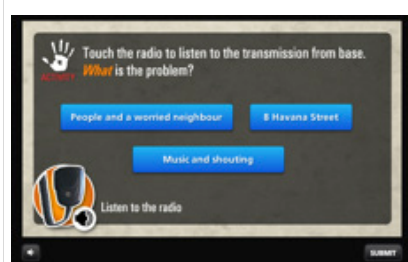 Touch the radio to listen to the transmission from base.
What is the problem?
ACTIVITY
People and a worried neighbour
8 Havana Street
Music and shouting
Listen to the radio
SUBMIT